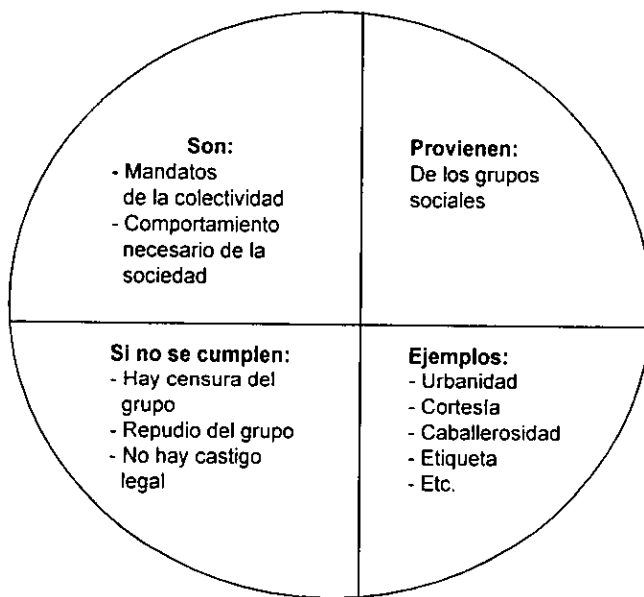 Son:
- Mandatos
de la colectividad
- Comportamiento
necesario de la
sociedad
Provienen:
De los grupos
sociales
Si no se cumplen:
- Hay censura del
grupo
- Repudio del grupo
- No hay castigo
legal
Ejemplos:
- Urbanidad
- Cortesía
- Caballerosidad
- Etiqueta
- Etc.